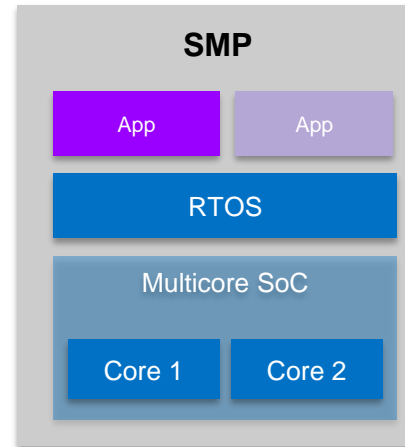 SMP
App App
RTOS
Multicore SoC
Core 1 Core 2